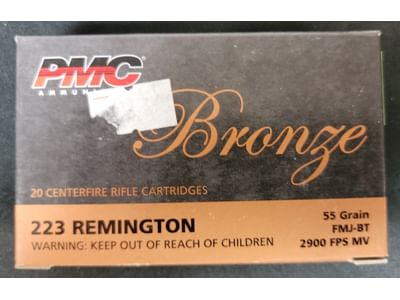 PMC
Bronze
20 CENTERFIRE RIFLE CARTRIDGES
223 REMINGTON
WARNING: KEEP OUT OF REACH OF CHILDREN
55 Grain
FMJ-BT
2900 FPS MV